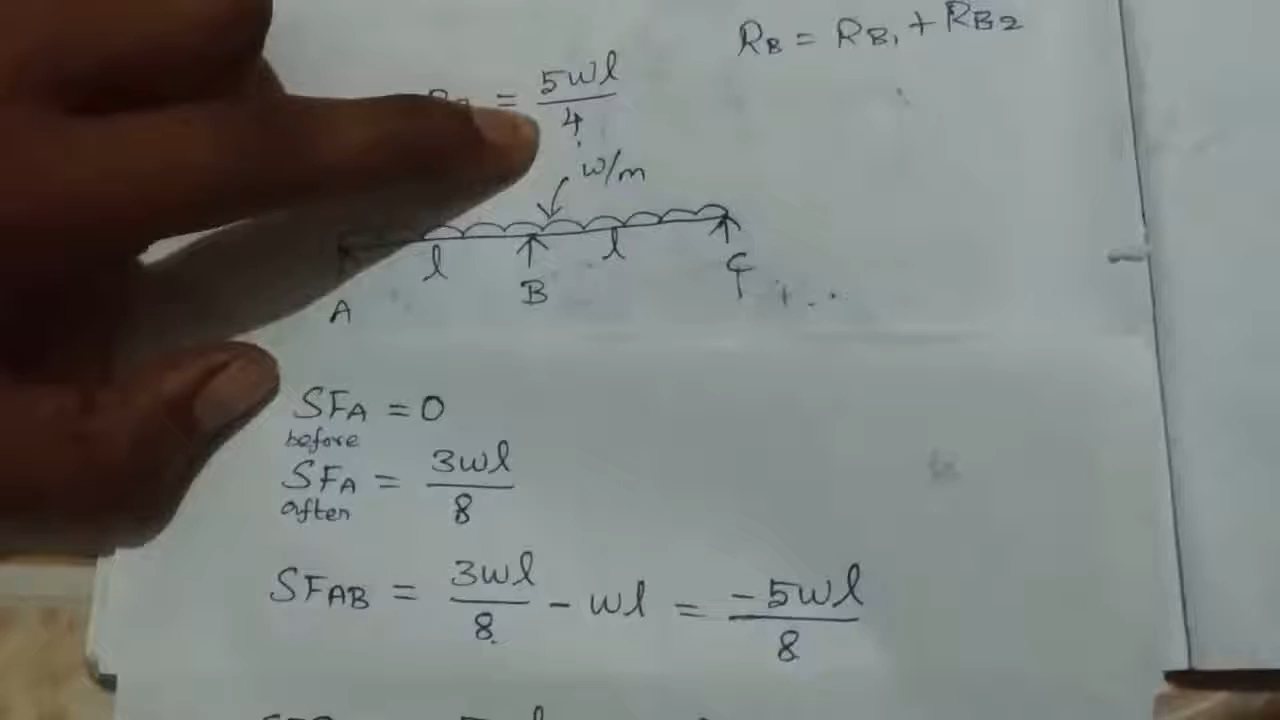 R_B = R_B1 + R_B2
= 5wl/4
w/m
l l
A B C
SF_A = 0
before
SF_A = 3wl/8
after
SF_AB = 3wl/8 - wl = -5wl/8